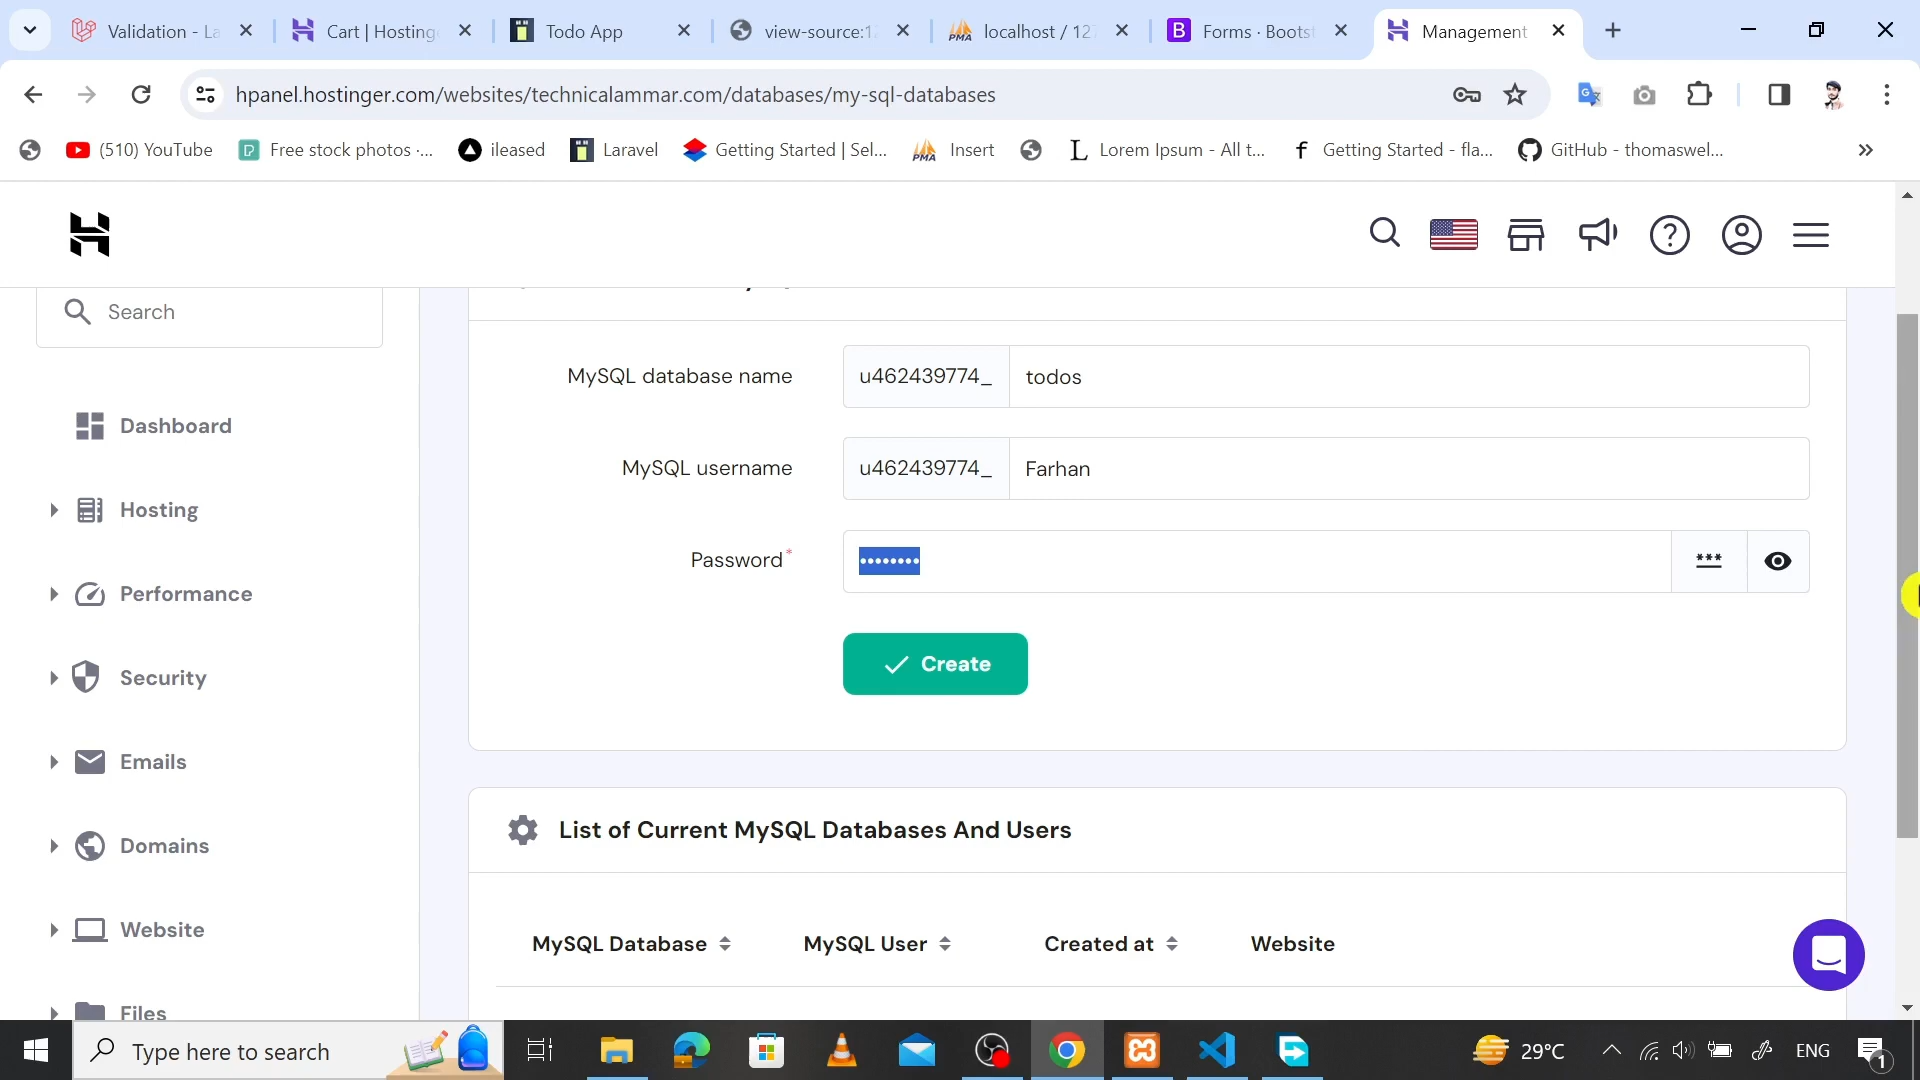 Validation - La
Cart | Hostinge
Todo App
view-source:12
PMA
localhost / 127
B
Forms · Boots
Management
hpanel.hostinger.com/websites/technicalammar.com/databases/my-sql-databases
(510) YouTube
Free stock photos ·...
ileased
Laravel
Getting Started | Sel...
PMA
Insert
L
Lorem Ipsum - All t...
f
Getting Started - fla...
GitHub - thomaswel...
Search
MySQL database name
u462439774_
todos
Dashboard
MySQL username
u462439774_
Farhan
Hosting
Password*
••••••••
***
Performance
Create
Security
Emails
List of Current MySQL Databases And Users
Domains
Website
MySQL Database
MySQL User
Created at
Website
Files
Type here to search
29°C
ENG
1